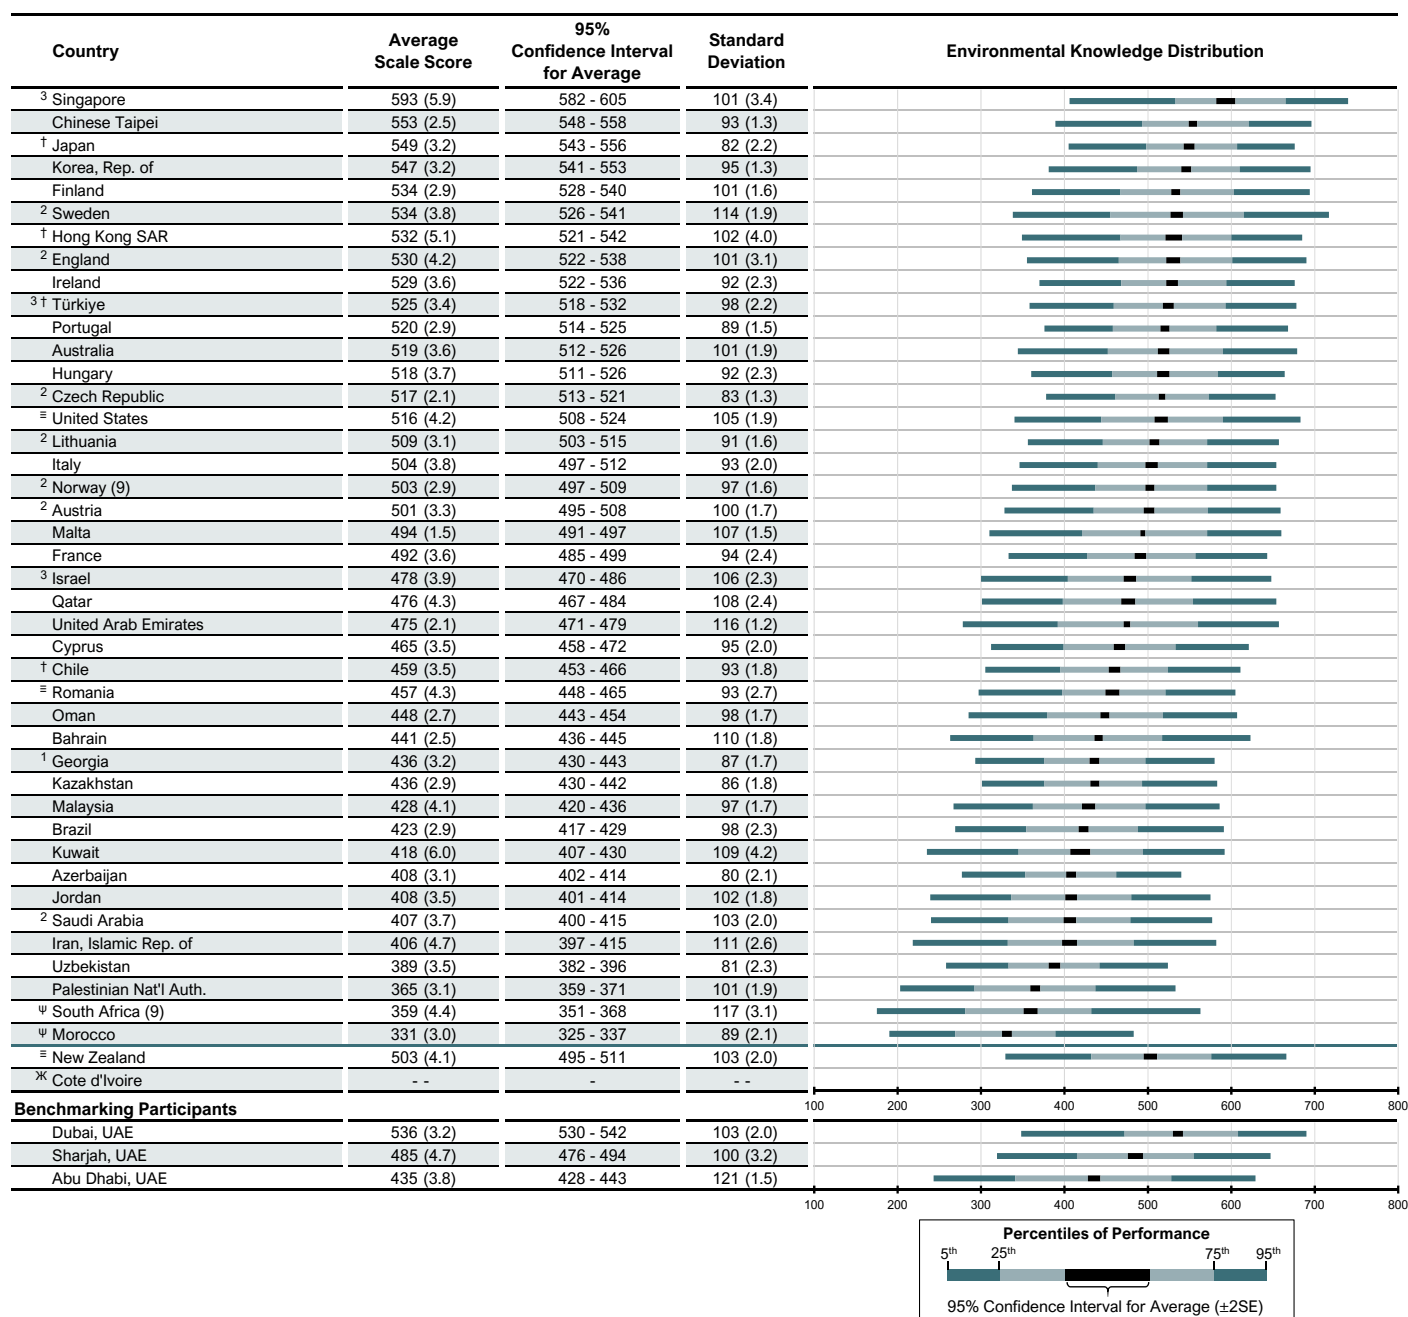 Country Average Scale Score 95% Confidence Interval for Average Standard Deviation Environmental Knowledge Distribution
3 Singapore 593 (5.9) 582 - 605 101 (3.4)
Chinese Taipei 553 (2.5) 548 - 558 93 (1.3)
† Japan 549 (3.2) 543 - 556 82 (2.2)
Korea, Rep. of 547 (3.2) 541 - 553 95 (1.3)
Finland 534 (2.9) 528 - 540 101 (1.6)
2 Sweden 534 (3.8) 526 - 541 114 (1.9)
† Hong Kong SAR 532 (5.1) 521 - 542 102 (4.0)
2 England 530 (4.2) 522 - 538 101 (3.1)
Ireland 529 (3.6) 522 - 536 92 (2.3)
3 † Türkiye 525 (3.4) 518 - 532 98 (2.2)
Portugal 520 (2.9) 514 - 525 89 (1.5)
Australia 519 (3.6) 512 - 526 101 (1.9)
Hungary 518 (3.7) 511 - 526 92 (2.3)
2 Czech Republic 517 (2.1) 513 - 521 83 (1.3)
≡ United States 516 (4.2) 508 - 524 105 (1.9)
2 Lithuania 509 (3.1) 503 - 515 91 (1.6)
Italy 504 (3.8) 497 - 512 93 (2.0)
2 Norway (9) 503 (2.9) 497 - 509 97 (1.6)
2 Austria 501 (3.3) 495 - 508 100 (1.7)
Malta 494 (1.5) 491 - 497 107 (1.5)
France 492 (3.6) 485 - 499 94 (2.4)
3 Israel 478 (3.9) 470 - 486 106 (2.3)
Qatar 476 (4.3) 467 - 484 108 (2.4)
United Arab Emirates 475 (2.1) 471 - 479 116 (1.2)
Cyprus 465 (3.5) 458 - 472 95 (2.0)
† Chile 459 (3.5) 453 - 466 93 (1.8)
≡ Romania 457 (4.3) 448 - 465 93 (2.7)
Oman 448 (2.7) 443 - 454 98 (1.7)
Bahrain 441 (2.5) 436 - 445 110 (1.8)
1 Georgia 436 (3.2) 430 - 443 87 (1.7)
Kazakhstan 436 (2.9) 430 - 442 86 (1.8)
Malaysia 428 (4.1) 420 - 436 97 (1.7)
Brazil 423 (2.9) 417 - 429 98 (2.3)
Kuwait 418 (6.0) 407 - 430 109 (4.2)
Azerbaijan 408 (3.1) 402 - 414 80 (2.1)
Jordan 408 (3.5) 401 - 414 102 (1.8)
2 Saudi Arabia 407 (3.7) 400 - 415 103 (2.0)
Iran, Islamic Rep. of 406 (4.7) 397 - 415 111 (2.6)
Uzbekistan 389 (3.5) 382 - 396 81 (2.3)
Palestinian Nat'l Auth. 365 (3.1) 359 - 371 101 (1.9)
ψ South Africa (9) 359 (4.4) 351 - 368 117 (3.1)
ψ Morocco 331 (3.0) 325 - 337 89 (2.1)
≡ New Zealand 503 (4.1) 495 - 511 103 (2.0)
Ж Cote d'Ivoire - - - - -
Benchmarking Participants 100 200 300 400 500 600 700 800
Dubai, UAE 536 (3.2) 530 - 542 103 (2.0)
Sharjah, UAE 485 (4.7) 476 - 494 100 (3.2)
Abu Dhabi, UAE 435 (3.8) 428 - 443 121 (1.5)
100 200 300 400 500 600 700 800
Percentiles of Performance
5th 25th 75th 95th
95% Confidence Interval for Average (±2SE)